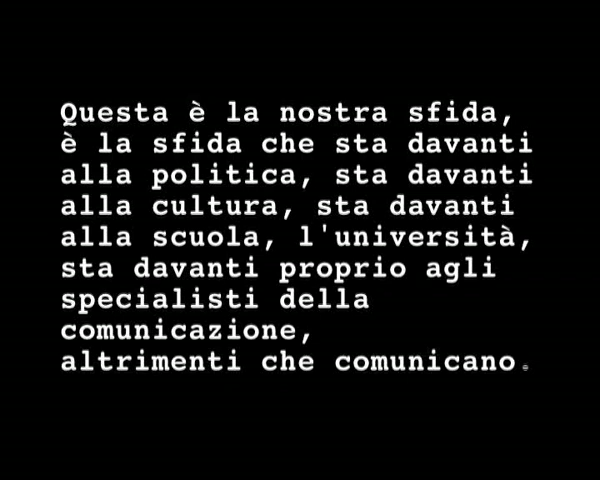 Questa è la nostra sfida,
è la sfida che sta davanti
alla politica, sta davanti
alla cultura, sta davanti
alla scuola, l'università,
sta davanti proprio agli
specialisti della
comunicazione,
altrimenti che comunicano.